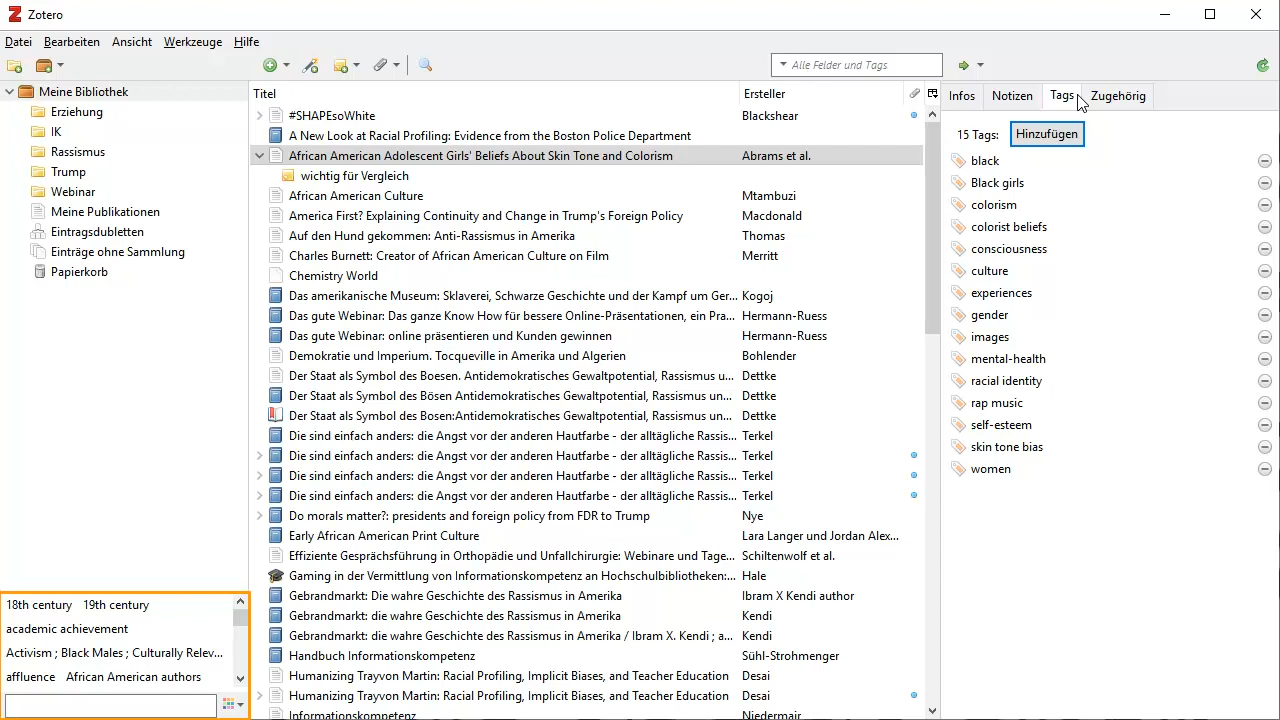 Zotero
Datei Bearbeiten Ansicht Werkzeuge Hilfe
Alle Felder und Tags
Meine Bibliothek
Erziehung
IK
Rassismus
Trump
Webinar
Meine Publikationen
Eintragsdubletten
Einträge ohne Sammlung
Papierkorb
18th century 19th century
academic achievement
Activism ; Black Males ; Culturally Relev...
affluence African American authors
Titel Ersteller
#SHAPEsoWhite Blackshear
A New Look at Racial Profiling: Evidence from the Boston Police Department
African American Adolescent Girls' Beliefs About Skin Tone and Colorism Abrams et al.
wichtig für Vergleich
African American Culture Mtambuzi
America First? Explaining Continuity and Change in Trump's Foreign Policy Macdonald
Auf den Hund gekommen: Anti-Rassismus in Amerika Thomas
Charles Burnett: Creator of African American Culture on Film Merritt
Chemistry World
Das amerikanische Museum: Sklaverei, Schwarze Geschichte und der Kampf um Ger... Kogoj
Das gute Webinar: Das ganze Know How für bessere Online-Präsentationen, ein Pra... Hermann-Ruess
Das gute Webinar: online präsentieren und Kunden gewinnen Hermann-Ruess
Demokratie und Imperium. Tocqueville in Amerika und Algerien Bohlender
Der Staat als Symbol des Bösen. Antidemokratisches Gewaltpotential, Rassismus u... Dettke
Der Staat als Symbol des Bösen Antidemokratisches Gewaltpotential, Rassismus un... Dettke
Der Staat als Symbol des Bösen:Antidemokratisches Gewaltpotential, Rassismus un... Dettke
Die sind einfach anders: die Angst vor der anderen Hautfarbe - der alltägliche Rassis... Terkel
Die sind einfach anders: die Angst vor der anderen Hautfarbe - der alltägliche Rassis... Terkel
Die sind einfach anders: die Angst vor der anderen Hautfarbe - der alltägliche Rassis... Terkel
Die sind einfach anders: die Angst vor der anderen Hautfarbe - der alltägliche Rassis... Terkel
Do morals matter?: presidents and foreign policy from FDR to Trump Nye
Early African American Print Culture Lara Langer und Jordan Alex...
Effiziente Gesprächsführung in Orthopädie und Unfallchirurgie: Webinare und Tage... Schiltenwolf et al.
Gaming in der Vermittlung von Informationskompetenz an Hochschulbibliotheken:... Hale
Gebrandmarkt: Die wahre Geschichte des Rassismus in Amerika Ibram X Kendi author
Gebrandmarkt: die wahre Geschichte des Rassismus in Amerika Kendi
Gebrandmarkt: die wahre Geschichte des Rassismus in Amerika / Ibram X. Kendi ; a... Kendi
Handbuch Informationskompetenz Sühl-Strohmenger
Humanizing Trayvon Martin: Racial Profiling, Implicit Biases, and Teacher Education Desai
Humanizing Trayvon Martin: Racial Profiling, Implicit Biases, and Teacher Education Desai
Informationskompetenz Niedermair
Infos Notizen Tags Zugehörig
15 Tags: Hinzufügen
black
Black girls
colorism
colorist beliefs
consciousness
culture
experiences
gender
images
mental-health
racial identity
rap music
self-esteem
skin tone bias
women